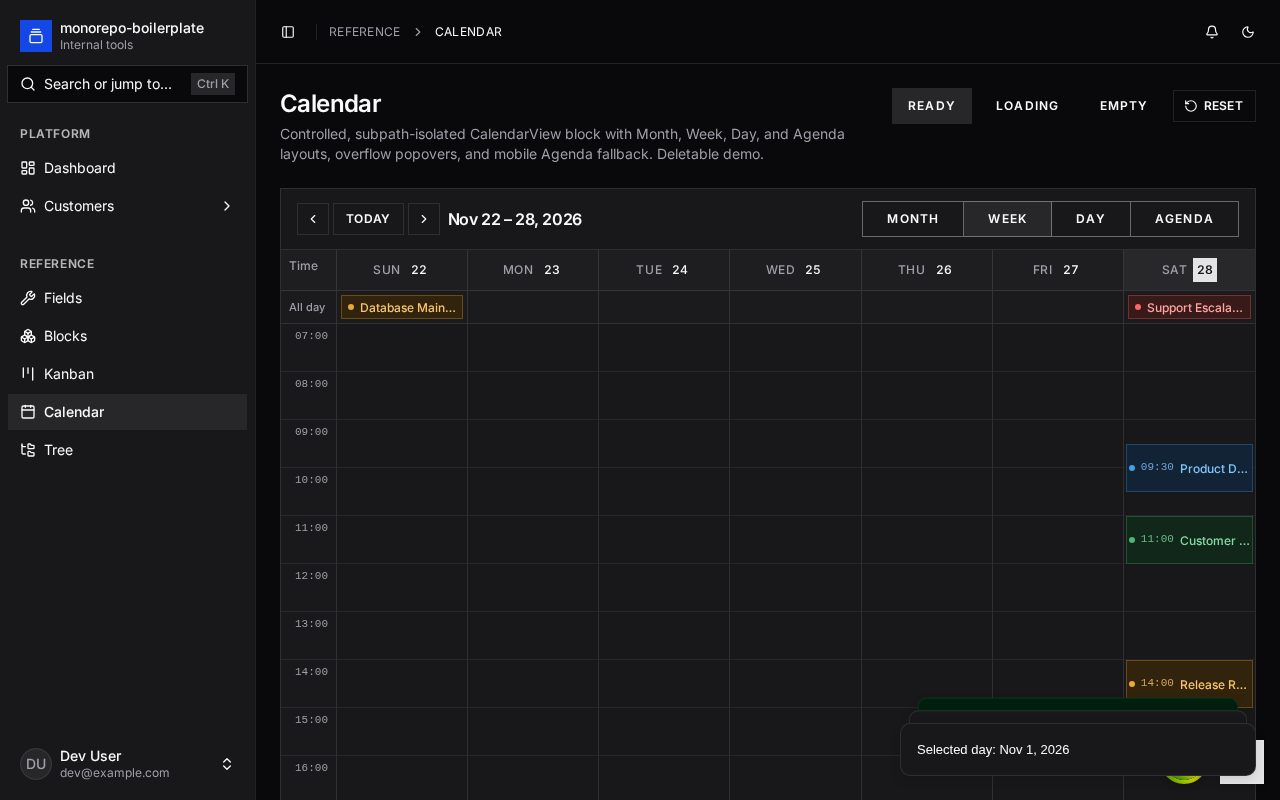 monorepo-boilerplate
Internal tools
Search or jump to... Ctrl K
PLATFORM
Dashboard
Customers
REFERENCE
Fields
Blocks
Kanban
Calendar
Tree
DU
Dev User
dev@example.com
REFERENCE CALENDAR
Calendar
Controlled, subpath-isolated CalendarView block with Month, Week, Day, and Agenda
layouts, overflow popovers, and mobile Agenda fallback. Deletable demo.
READY LOADING EMPTY RESET
TODAY Nov 22 – 28, 2026
MONTH WEEK DAY AGENDA
Time SUN 22 MON 23 TUE 24 WED 25 THU 26 FRI 27 SAT 28
All day Database Main... Support Escala...
07:00
08:00
09:00
09:30 Product D...
10:00
11:00
11:00 Customer ...
12:00
13:00
14:00
14:00 Release R...
15:00
16:00
Selected day: Nov 1, 2026